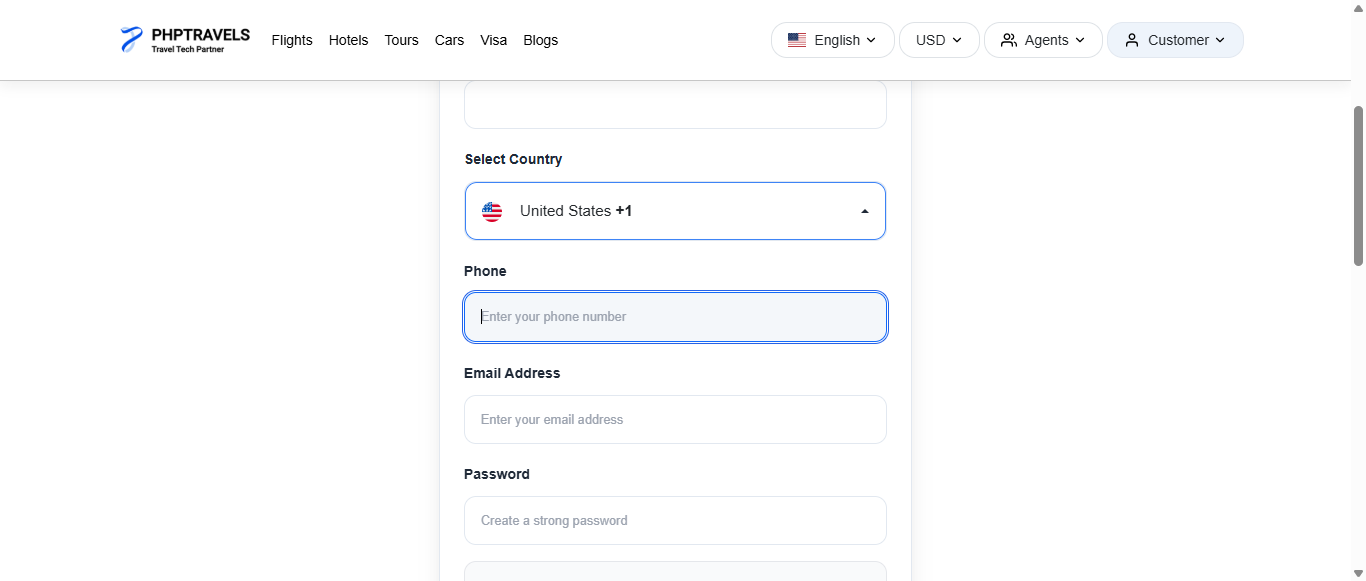 PHPTRAVELS
Travel Tech Partner
Flights Hotels Tours Cars Visa Blogs
English USD Agents Customer
Select Country
United States +1
Phone
Enter your phone number
Email Address
Enter your email address
Password
Create a strong password